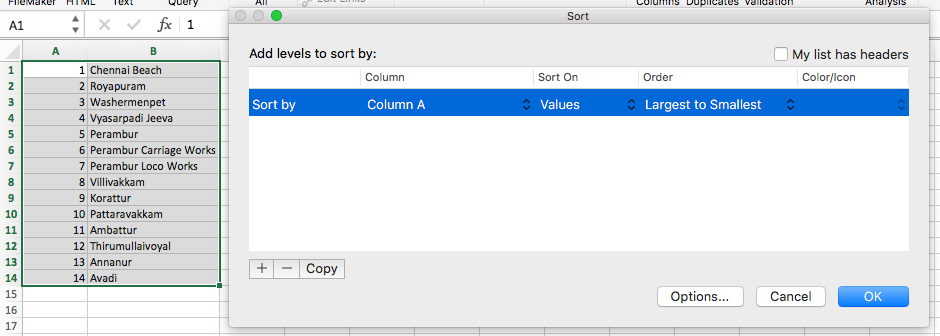 FileMaker HTML Text Query All Edit Links Columns Duplicates Validation Analysis
A1 fx 1
A B
1 1 Chennai Beach
2 2 Royapuram
3 3 Washermenpet
4 4 Vyasarpadi Jeeva
5 5 Perambur
6 6 Perambur Carriage Works
7 7 Perambur Loco Works
8 8 Villivakkam
9 9 Korattur
10 10 Pattaravakkam
11 11 Ambattur
12 12 Thirumullaivoyal
13 13 Annanur
14 14 Avadi
15
16
17
Sort
Add levels to sort by:
My list has headers
Column Sort On Order Color/Icon
Sort by Column A Values Largest to Smallest
+ − Copy
Options... Cancel OK